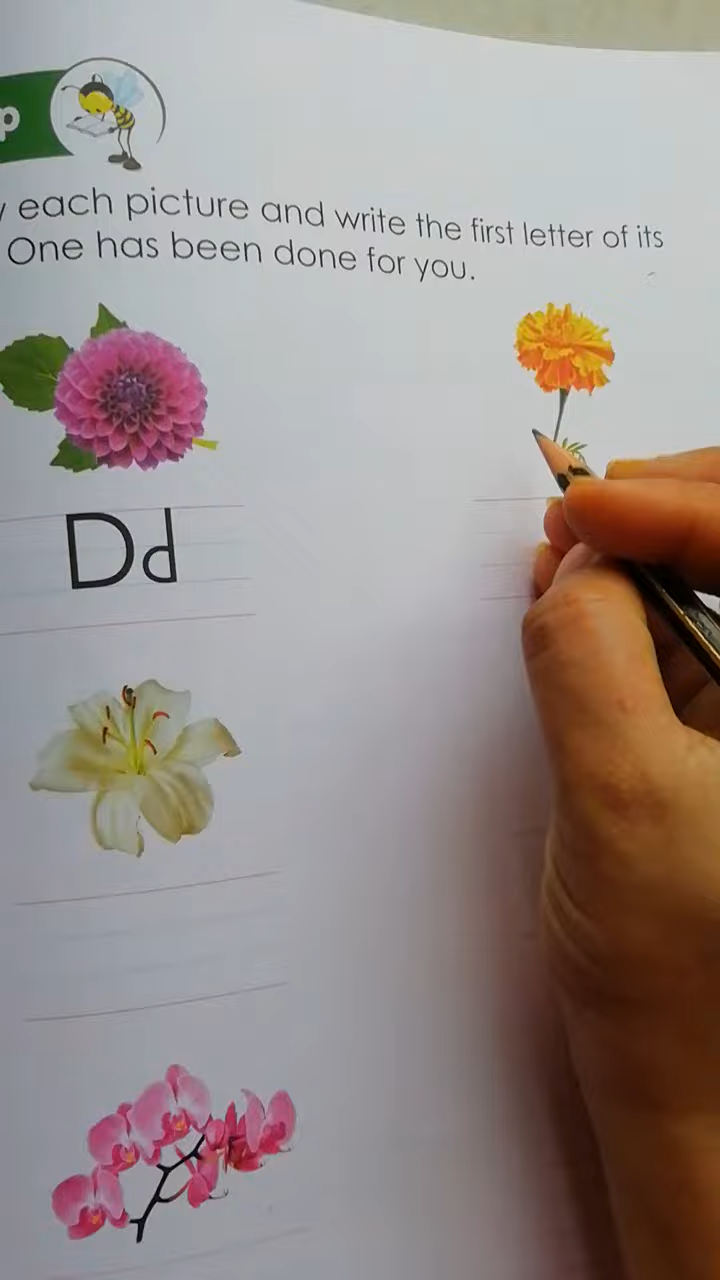 p
y each picture and write the first letter of its
One has been done for you.
Dd